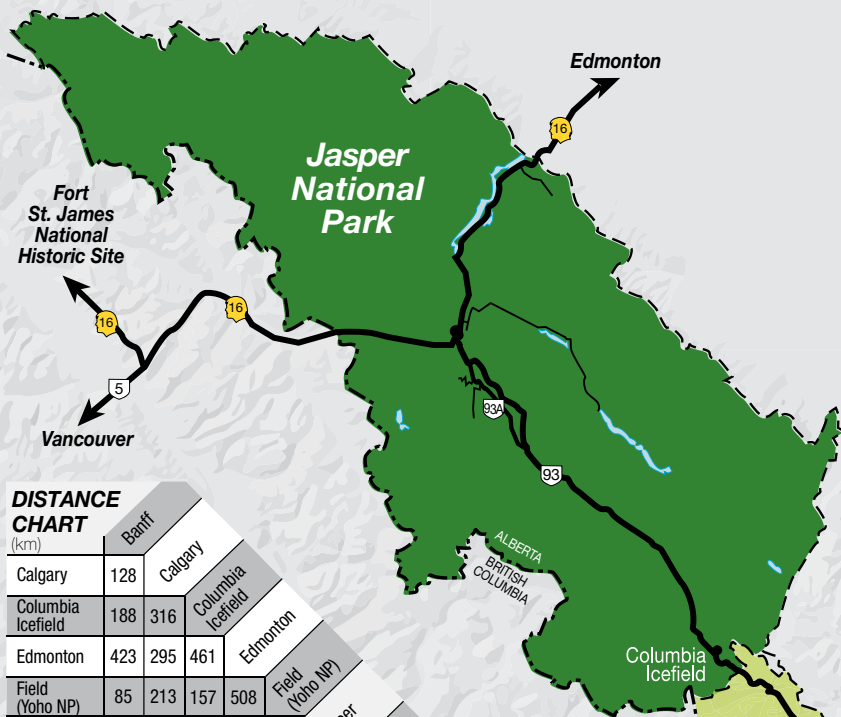 Edmonton
16
Jasper
National
Park
Fort
St. James
National
Historic Site
16
16
5
Vancouver
93A
93
ALBERTA
BRITISH
COLUMBIA
Columbia
Icefield
DISTANCE
CHART
(km)
Banff
Calgary
Columbia
Icefield
Edmonton
Field
(Yoho NP)
Calgary 128
Columbia
Icefield 188 316
Edmonton 423 295 461
Field
(Yoho NP) 85 213 157 508